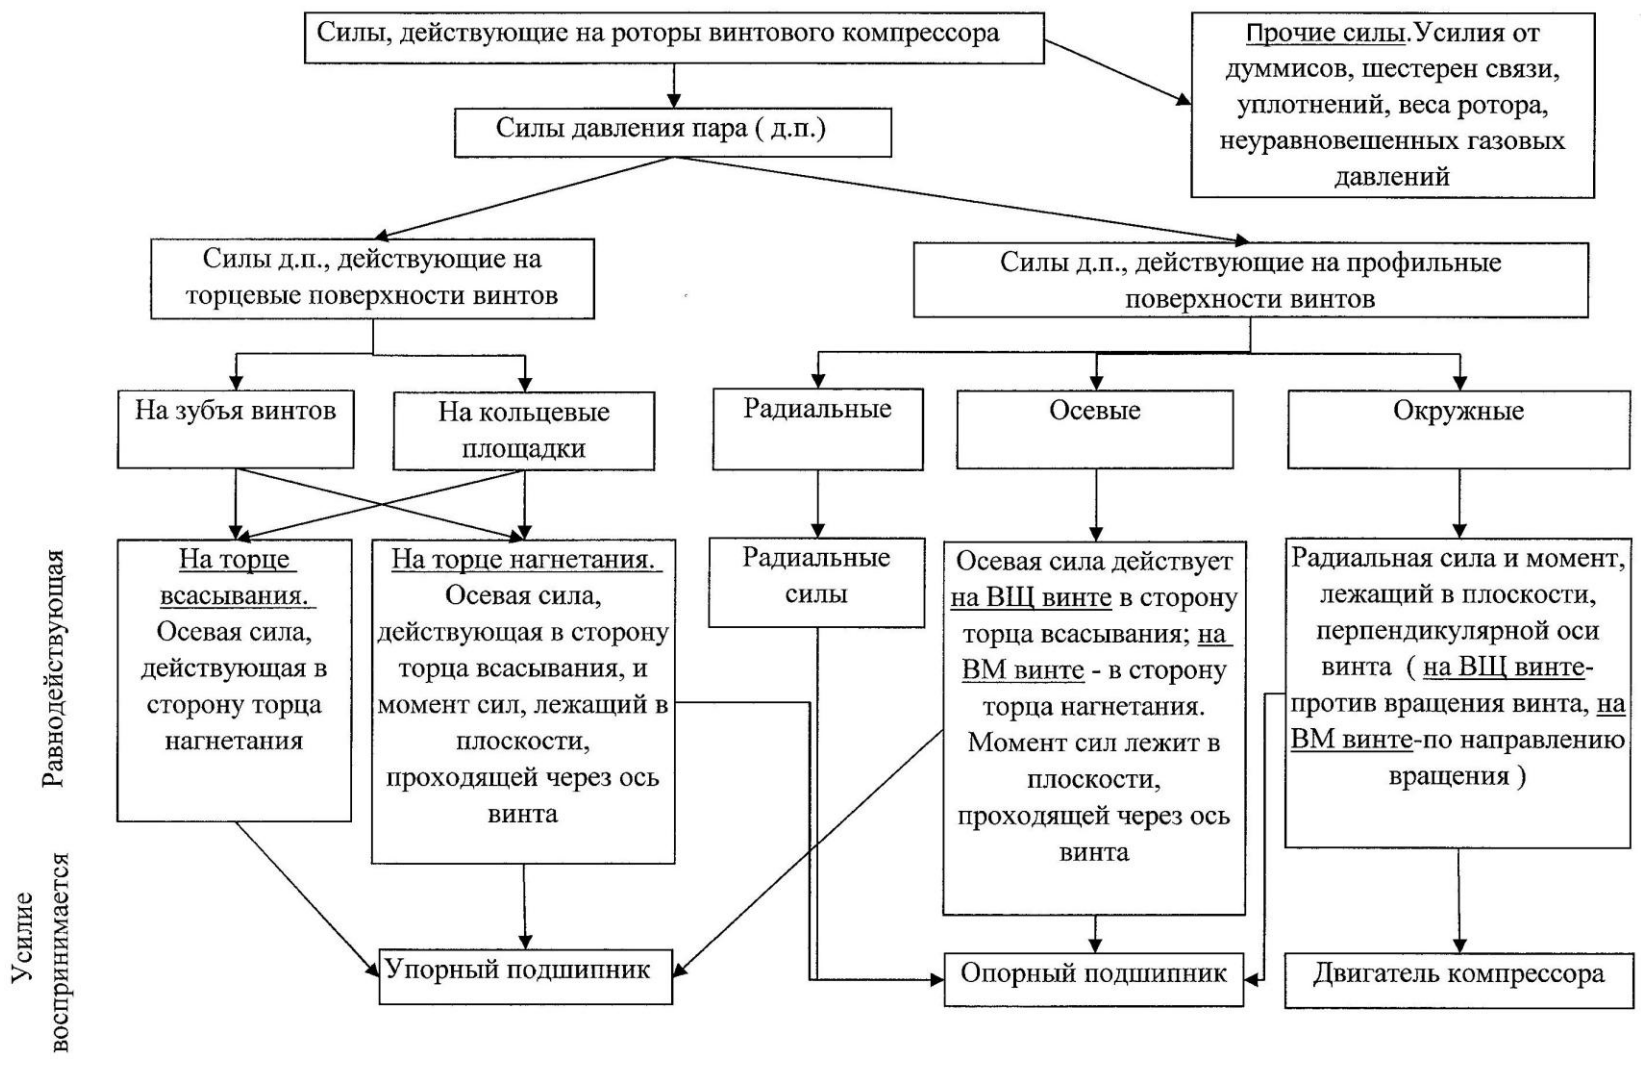 Силы, действующие на роторы винтового компрессора
Прочие силы.Усилия от
думмисов, шестерен связи,
уплотнений, веса ротора,
неуравновешенных газовых
давлений
Силы давления пара ( д.п.)
Силы д.п., действующие на
торцевые поверхности винтов
Силы д.п., действующие на профильные
поверхности винтов
На зубъя винтов
На кольцевые
площадки
Радиальные
Осевые
Окружные
Равнодействующая
На торце
всасывания.
Осевая сила,
действующая в
сторону торца
нагнетания
На торце нагнетания.
Осевая сила,
действующая в сторону
торца всасывания, и
момент сил, лежащий в
плоскости,
проходящей через ось
винта
Радиальные
силы
Осевая сила действует
на ВЩ винте в сторону
торца всасывания; на
ВМ винте - в сторону
торца нагнетания.
Момент сил лежит в
плоскости,
проходящей через ось
винта
Радиальная сила и момент,
лежащий в плоскости,
перпендикулярной оси
винта ( на ВЩ винте-
против вращения винта, на
ВМ винте-по направлению
вращения )
Усилие
воспринимается
Упорный подшипник
Опорный подшипник
Двигатель компрессора